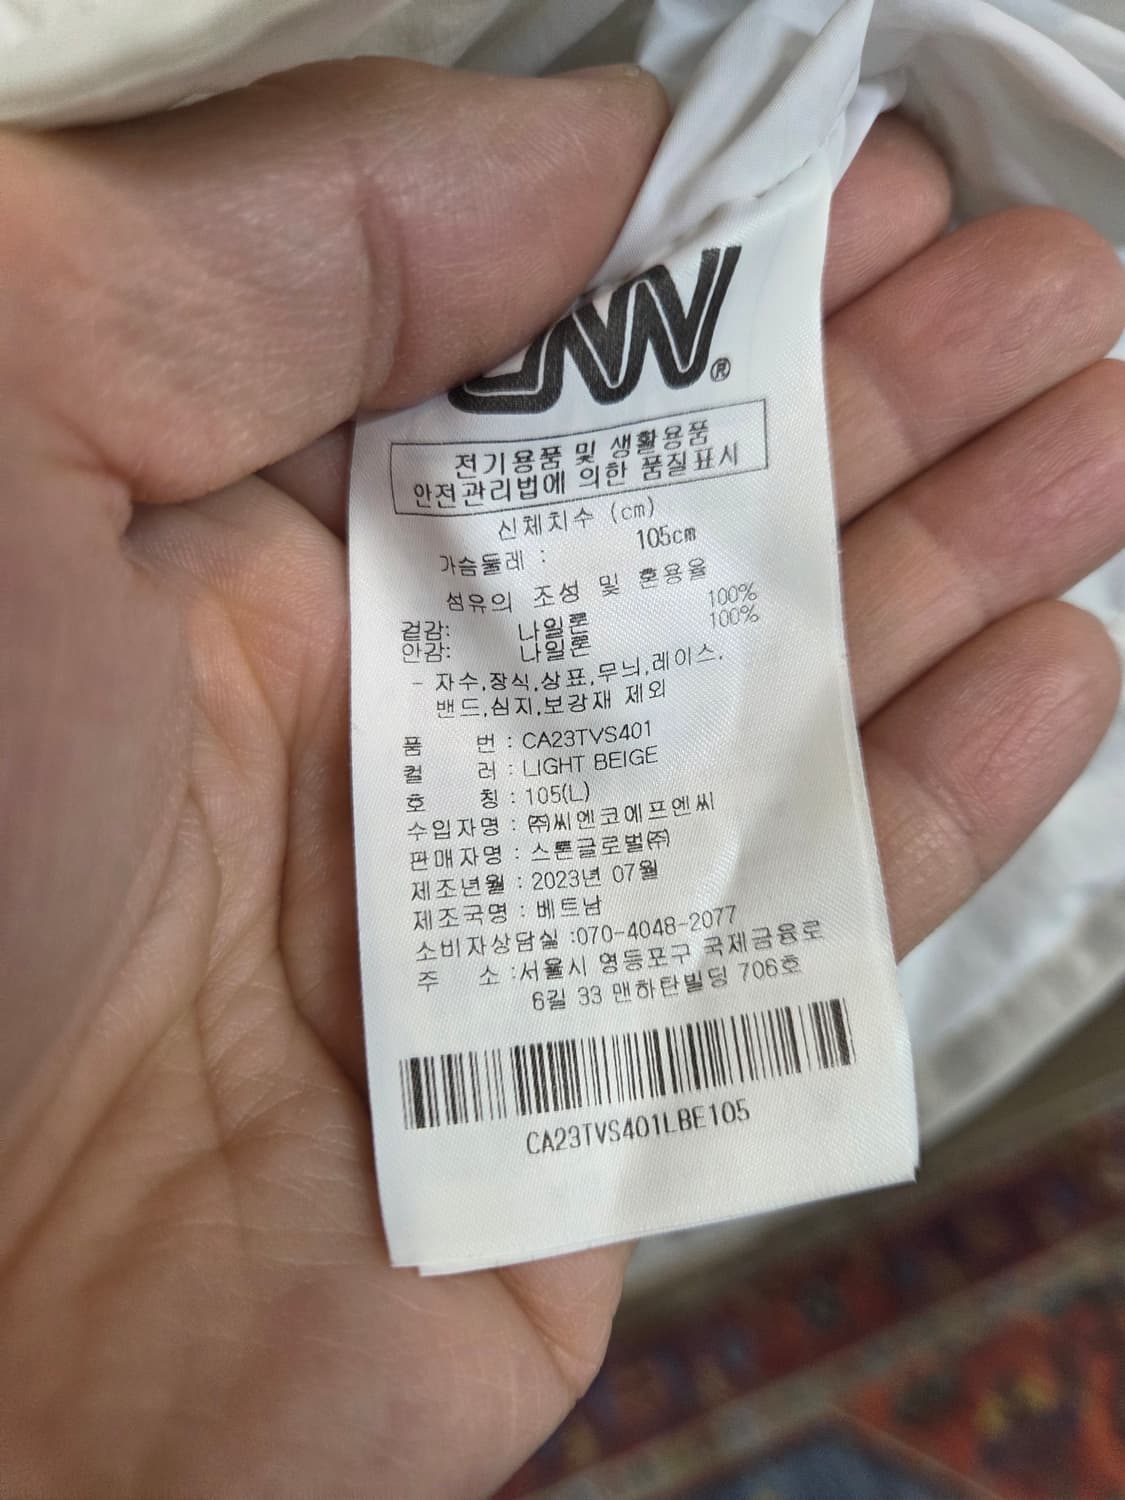 전기용품 및 생활용품
안전관리법에 의한 품질표시
신체치수 (cm)
가슴둘레 : 105cm
섬유의 조성 및 혼용율
겉감: 나일론 100%
안감: 나일론 100%
- 자수,장식,상표,무늬,레이스,
밴드,심지,보강재 제외
품 번 : CA23TVS401
컬 러 : LIGHT BEIGE
호 칭 : 105(L)
수입자명 : ㈜씨엔코에프엔씨
판매자명 : 스톤글로벌㈜
제조년월 : 2023년 07월
제조국명 : 베트남
소비자상담실 :070-4048-2077
주 소 :서울시 영등포구 국제금융로
6길 33 맨하탄빌딩 706호
CA23TVS401LBE105